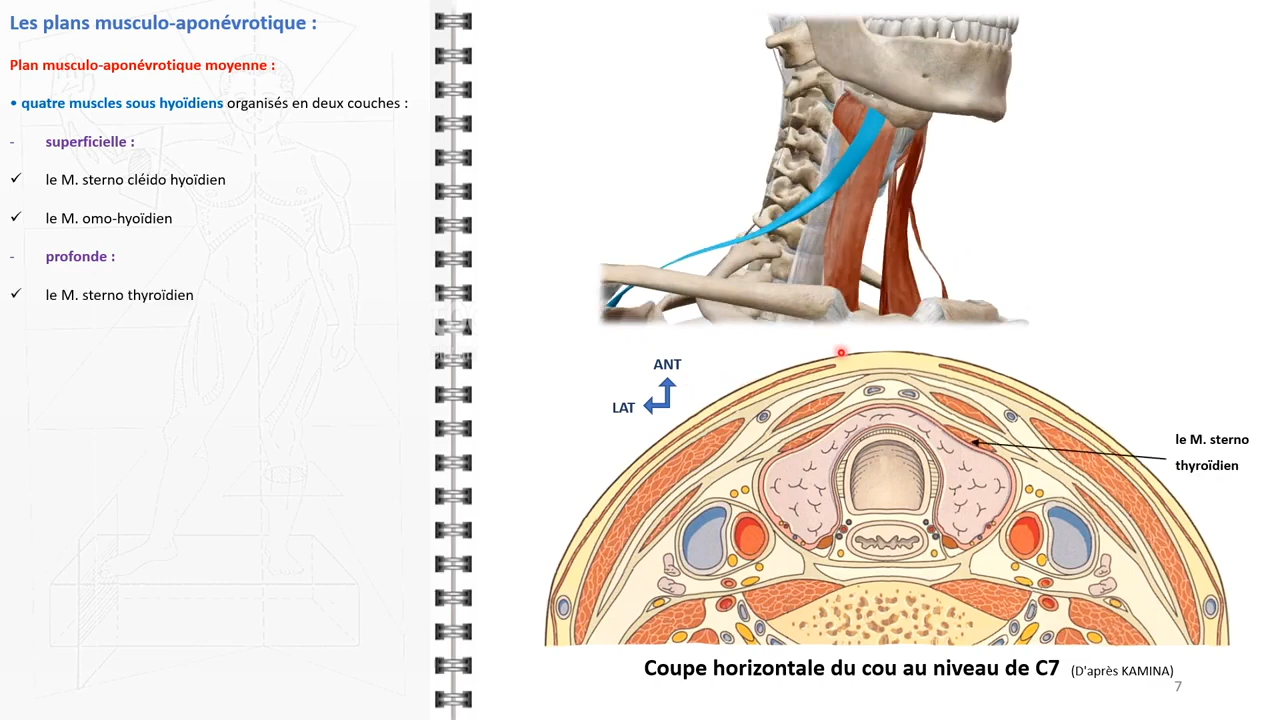 Les plans musculo-aponévrotique :
Plan musculo-aponévrotique moyenne :
• quatre muscles sous hyoïdiens organisés en deux couches :
- superficielle :
✓ le M. sterno cléido hyoïdien
✓ le M. omo-hyoïdien
- profonde :
✓ le M. sterno thyroïdien
ANT
LAT
le M. sterno
thyroïdien
Coupe horizontale du cou au niveau de C7 (D'après KAMINA)
7